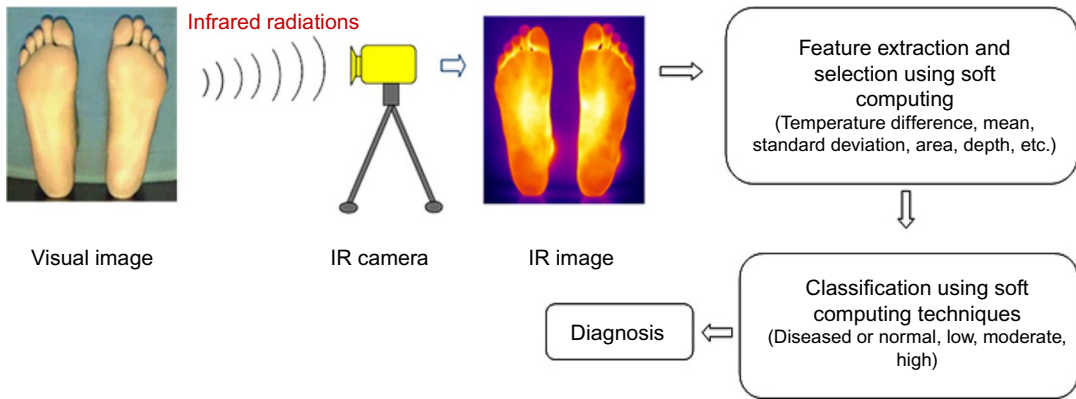 Infrared radiations
Visual image
IR camera
IR image
Feature extraction and
selection using soft
computing
(Temperature difference, mean,
standard deviation, area, depth, etc.)
Classification using soft
computing techniques
(Diseased or normal, low, moderate,
high)
Diagnosis